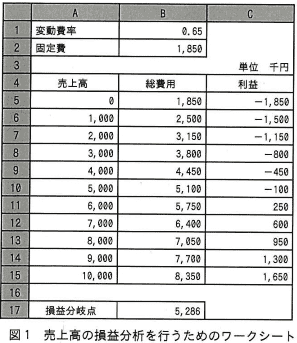 A B C
1 変動費率 0.65
2 固定費 1,850
3 単位 千円
4 売上高 総費用 利益
5 0 1,850 −1,850
6 1,000 2,500 −1,500
7 2,000 3,150 −1,150
8 3,000 3,800 −800
9 4,000 4,450 −450
10 5,000 5,100 −100
11 6,000 5,750 250
12 7,000 6,400 600
13 8,000 7,050 950
14 9,000 7,700 1,300
15 10,000 8,350 1,650
16
17 損益分岐点 5,286
図1 売上高の損益分析を行うためのワークシート